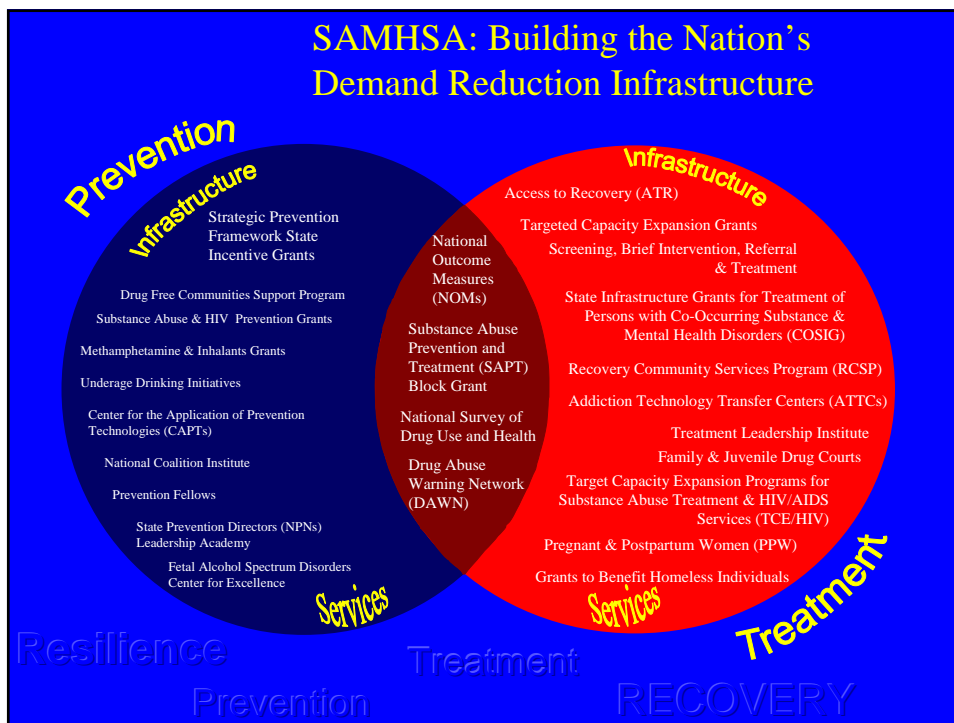 SAMHSA: Building the Nation’s
Demand Reduction Infrastructure
Prevention
Infrastructure
Strategic Prevention
Framework State
Incentive Grants
Drug Free Communities Support Program
Substance Abuse & HIV Prevention Grants
Methamphetamine & Inhalants Grants
Underage Drinking Initiatives
Center for the Application of Prevention
Technologies (CAPTs)
National Coalition Institute
Prevention Fellows
State Prevention Directors (NPNs)
Leadership Academy
Fetal Alcohol Spectrum Disorders
Center for Excellence
Services
National
Outcome
Measures
(NOMs)
Substance Abuse
Prevention and
Treatment (SAPT)
Block Grant
National Survey of
Drug Use and Health
Drug Abuse
Warning Network
(DAWN)
Infrastructure
Access to Recovery (ATR)
Targeted Capacity Expansion Grants
Screening, Brief Intervention, Referral
& Treatment
State Infrastructure Grants for Treatment of
Persons with Co-Occurring Substance &
Mental Health Disorders (COSIG)
Recovery Community Services Program (RCSP)
Addiction Technology Transfer Centers (ATTCs)
Treatment Leadership Institute
Family & Juvenile Drug Courts
Target Capacity Expansion Programs for
Substance Abuse Treatment & HIV/AIDS
Services (TCE/HIV)
Pregnant & Postpartum Women (PPW)
Grants to Benefit Homeless Individuals
Services
Treatment
Resilience
Treatment
Prevention
RECOVERY